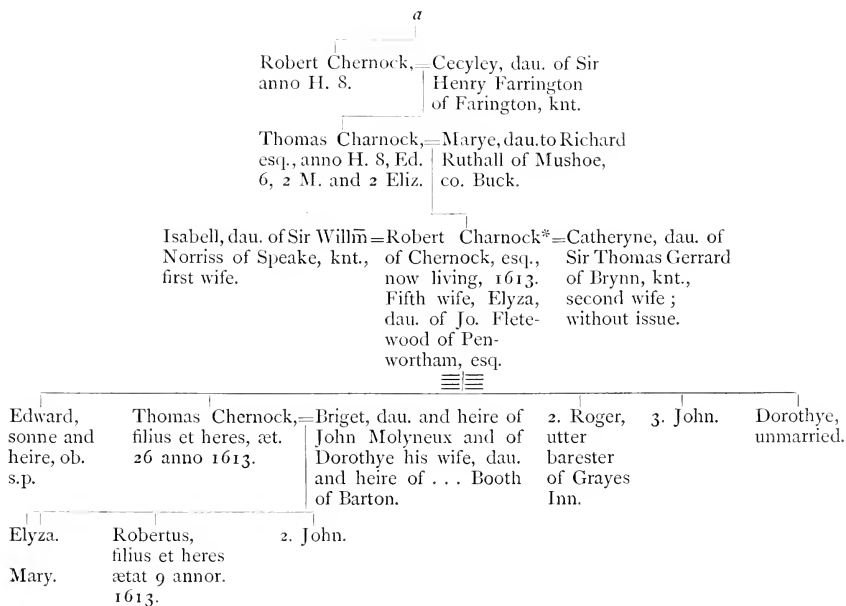 a
Robert Chernock,=Cecyley, dau. of Sir
anno H. 8. Henry Farrington
of Farington, knt.
Thomas Charnock,=Marye, dau. to Richard
esq., anno H. 8, Ed. Ruthall of Mushoe,
6, 2 M. and 2 Eliz. co. Buck.
Isabell, dau. of Sir Willm̄=Robert Charnock*=Catheryne, dau. of
Norriss of Speake, knt., of Chernock, esq., Sir Thomas Gerrard
first wife. now living, 1613. of Brynn, knt.,
Fifth wife, Elyza, second wife ;
dau. of Jo. Flete- without issue.
wood of Pen-
wortham, esq.
Edward, Thomas Chernock,=Briget, dau. and heire of 2. Roger, 3. John. Dorothye,
sonne and filius et heres, æt. John Molyneux and of utter unmarried.
heire, ob. 26 anno 1613. Dorothye his wife, dau. barester
s.p. and heire of . . . Booth of Grayes
of Barton. Inn.
Elyza. Robertus, 2. John.
filius et heres
Mary. ætat 9 annor.
1613.